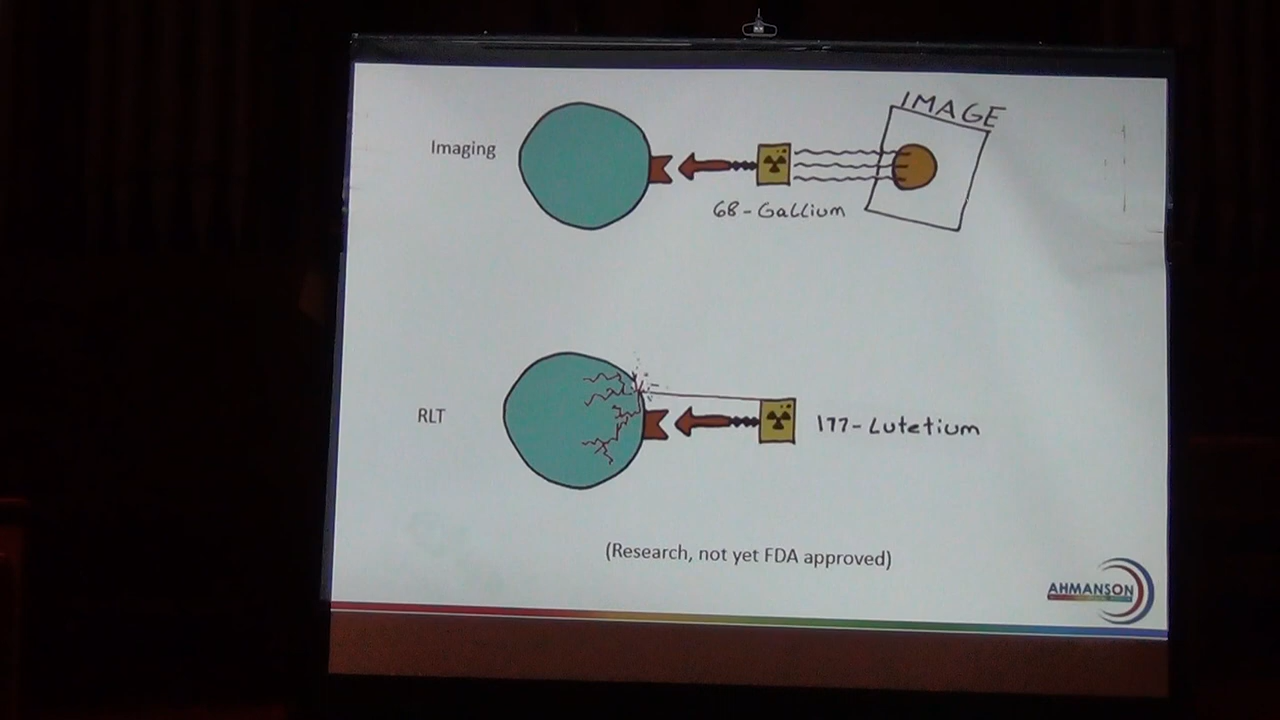 IMAGE
Imaging
68-Gallium
RLT
177-Lutetium
(Research, not yet FDA approved)
AHMANSON